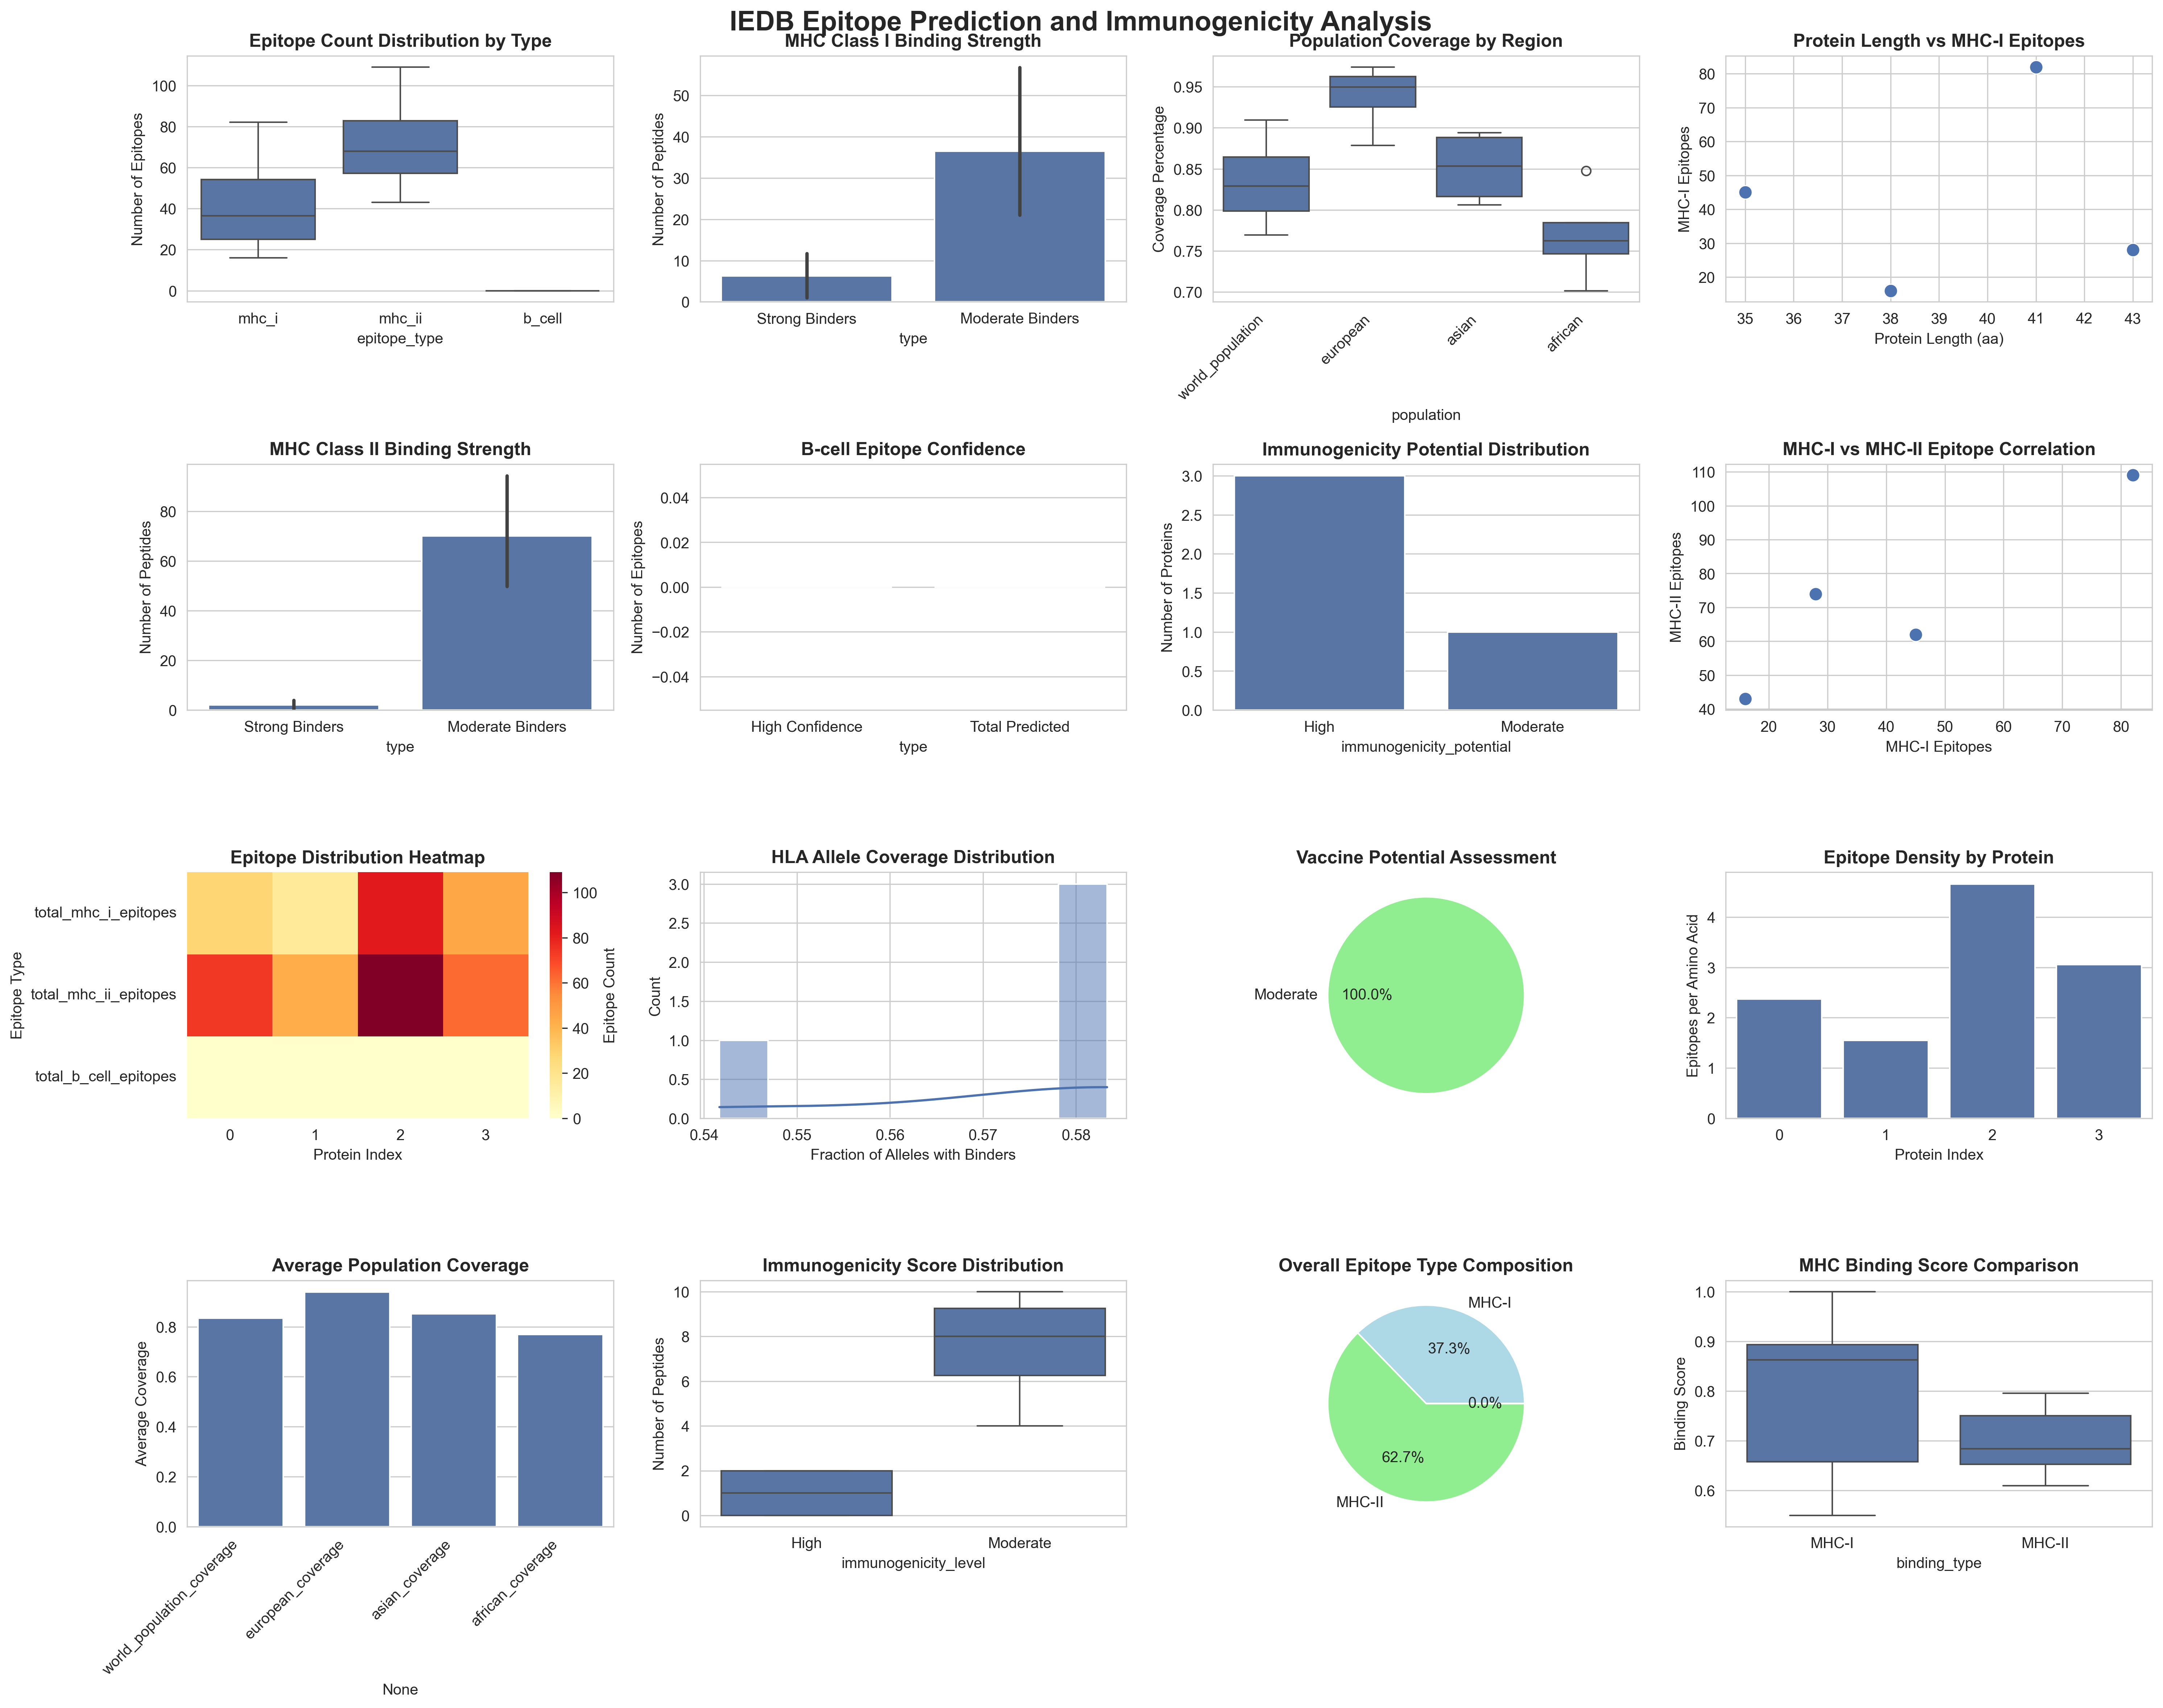 IEDB Epitope Prediction and Immunogenicity Analysis
Epitope Count Distribution by Type
Number of Epitopes
100
80
60
40
20
0
mhc_i
mhc_ii
b_cell
epitope_type
MHC Class I Binding Strength
Number of Peptides
50
40
30
20
10
0
Strong Binders
Moderate Binders
type
Population Coverage by Region
Coverage Percentage
0.95
0.90
0.85
0.80
0.75
0.70
world_population
european
asian
african
population
Protein Length vs MHC-I Epitopes
MHC-I Epitopes
80
70
60
50
40
30
20
35 36 37 38 39 40 41 42 43
Protein Length (aa)
MHC Class II Binding Strength
Number of Peptides
80
60
40
20
0
Strong Binders
Moderate Binders
type
B-cell Epitope Confidence
Number of Epitopes
0.04
0.02
0.00
−0.02
−0.04
High Confidence
Total Predicted
type
Immunogenicity Potential Distribution
Number of Proteins
3.0
2.5
2.0
1.5
1.0
0.5
0.0
High
Moderate
immunogenicity_potential
MHC-I vs MHC-II Epitope Correlation
MHC-II Epitopes
110
100
90
80
70
60
50
40
20 30 40 50 60 70 80
MHC-I Epitopes
Epitope Distribution Heatmap
Epitope Type
total_mhc_i_epitopes
total_mhc_ii_epitopes
total_b_cell_epitopes
0 1 2 3
Protein Index
100
80
60
40
20
0
Epitope Count
HLA Allele Coverage Distribution
Count
3.0
2.5
2.0
1.5
1.0
0.5
0.0
0.54 0.55 0.56 0.57 0.58
Fraction of Alleles with Binders
Vaccine Potential Assessment
Moderate
100.0%
Epitope Density by Protein
Epitopes per Amino Acid
4
3
2
1
0
0 1 2 3
Protein Index
Average Population Coverage
Average Coverage
0.8
0.6
0.4
0.2
0.0
world_population_coverage
european_coverage
asian_coverage
african_coverage
None
Immunogenicity Score Distribution
Number of Peptides
10
8
6
4
2
0
High
Moderate
immunogenicity_level
Overall Epitope Type Composition
MHC-I
37.3%
0.0%
62.7%
MHC-II
MHC Binding Score Comparison
Binding Score
1.0
0.9
0.8
0.7
0.6
MHC-I
MHC-II
binding_type